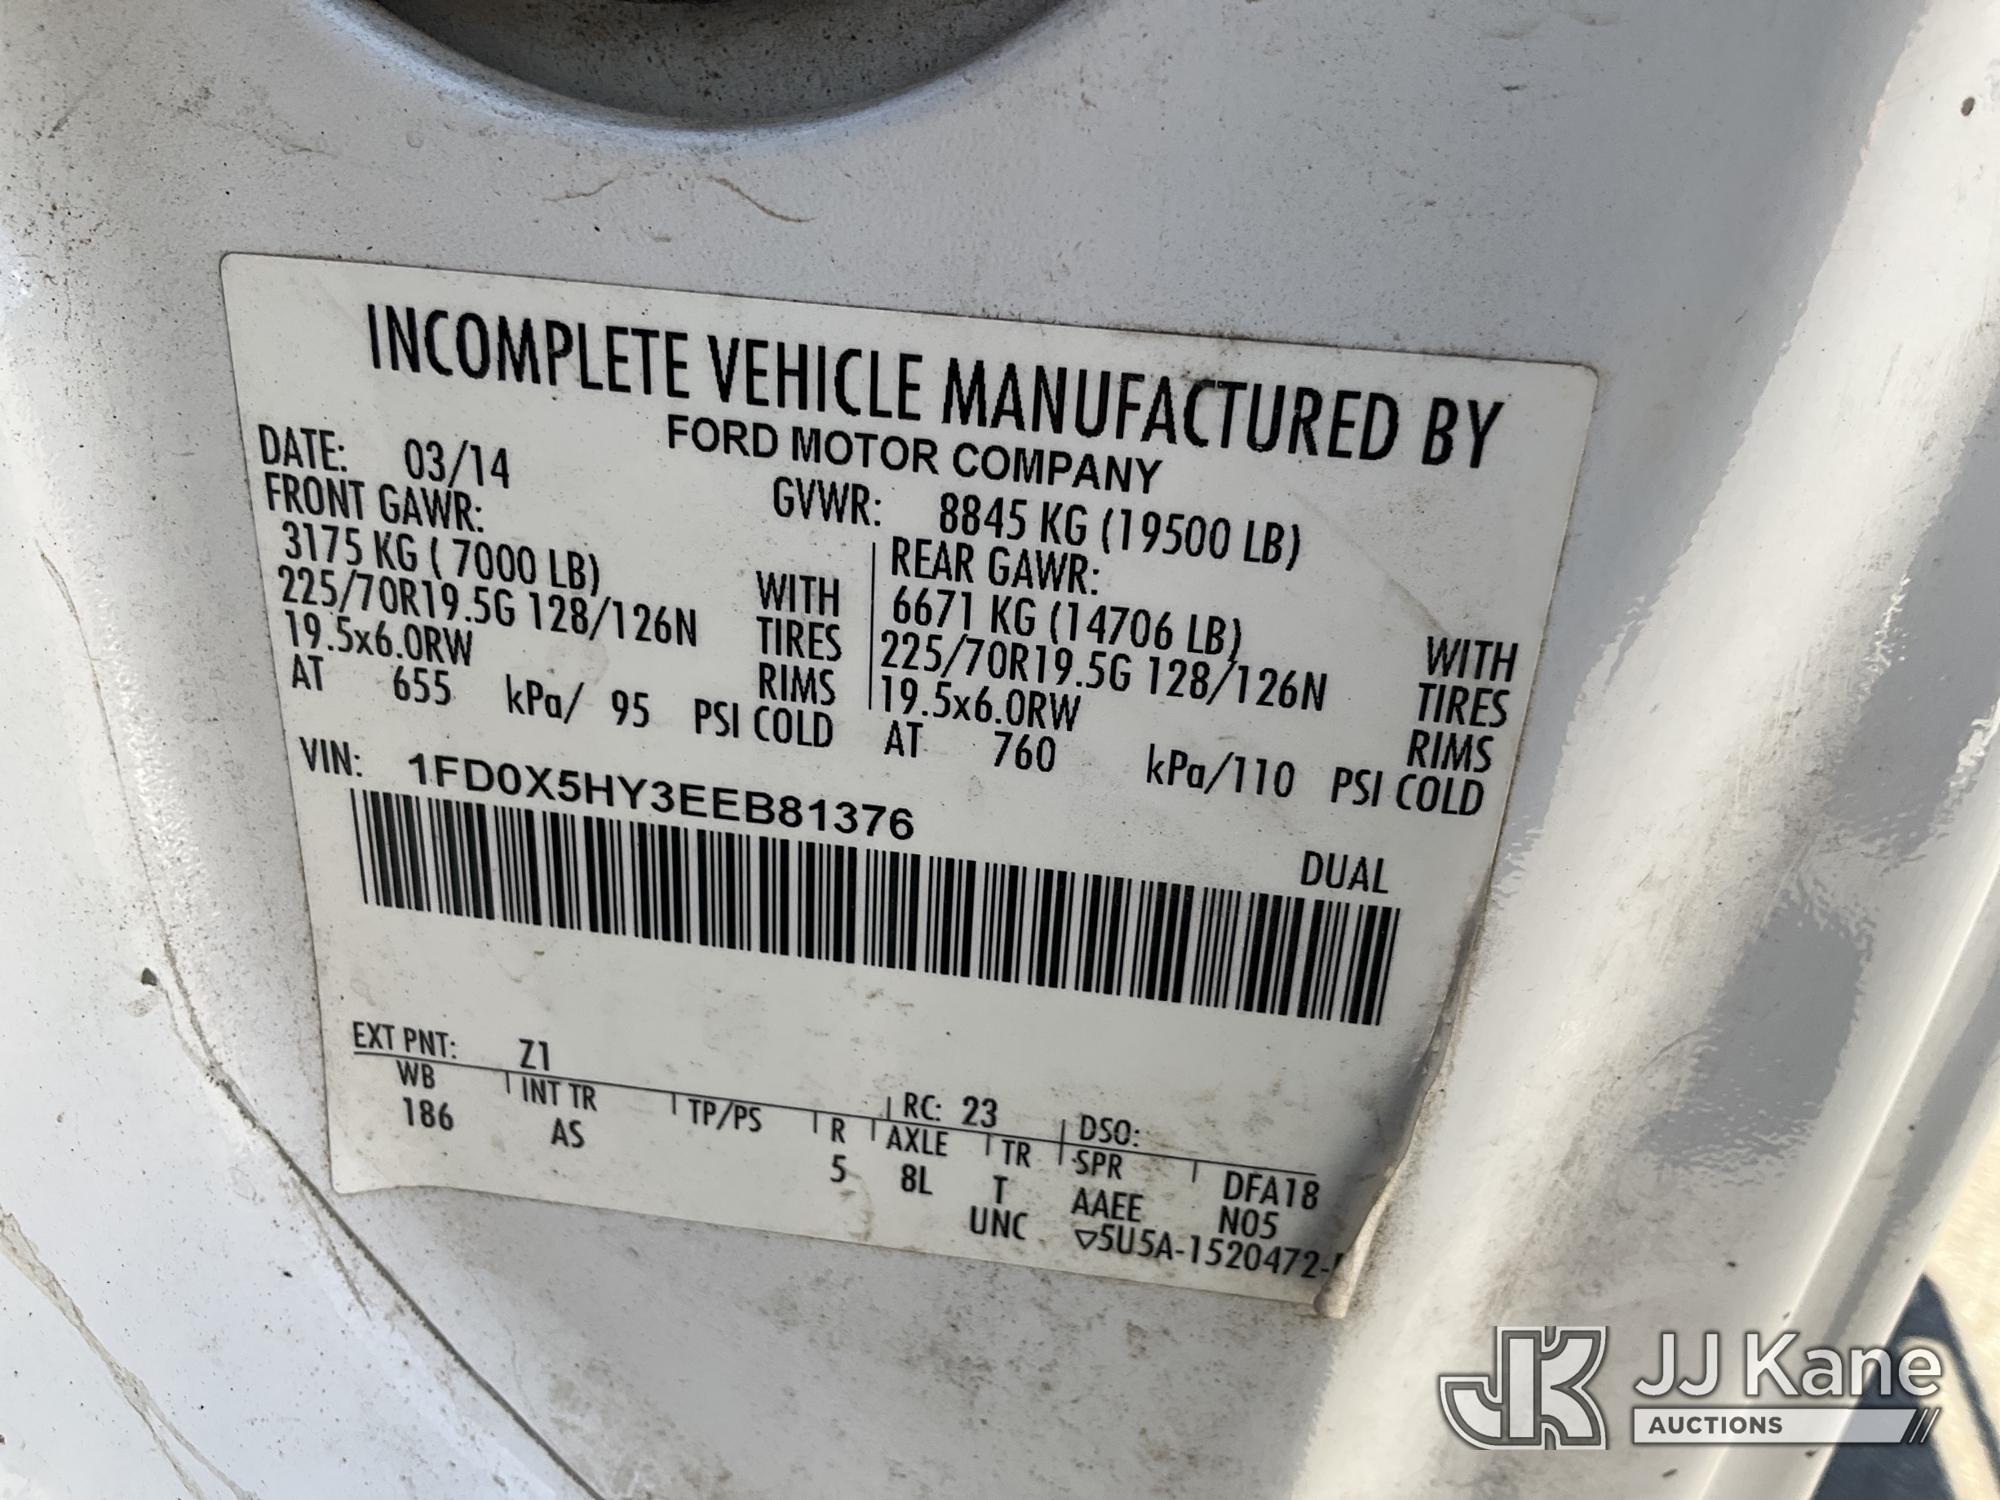 INCOMPLETE VEHICLE MANUFACTURED BY
FORD MOTOR COMPANY
DATE: 03/14 GVWR: 8845 KG (19500 LB)
FRONT GAWR: REAR GAWR:
3175 KG ( 7000 LB) WITH 6671 KG (14706 LB) WITH
225/70R19.5G 128/126N TIRES 225/70R19.5G 128/126N TIRES
19.5x6.0RW RIMS 19.5x6.0RW RIMS
AT 655 kPa/ 95 PSI COLD AT 760 kPa/110 PSI COLD
VIN: 1FD0X5HY3EEB81376
DUAL
EXT PNT: Z1 RC: 23 DSO:
WB INT TR TP/PS R AXLE TR SPR DFA18
186 AS 5 8L T AAEE N05
UNC ▽5U5A-1520472-
JK JJ Kane
AUCTIONS